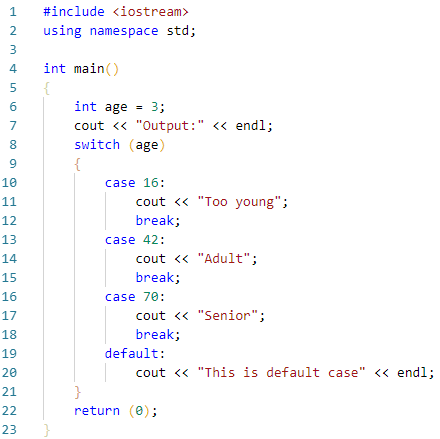 1 #include <iostream>
2 using namespace std;
3
4 int main()
5 {
6     int age = 3;
7     cout << "Output:" << endl;
8     switch (age)
9     {
10         case 16:
11             cout << "Too young";
12             break;
13         case 42:
14             cout << "Adult";
15             break;
16         case 70:
17             cout << "Senior";
18             break;
19         default:
20             cout << "This is default case" << endl;
21     }
22     return (0);
23 }